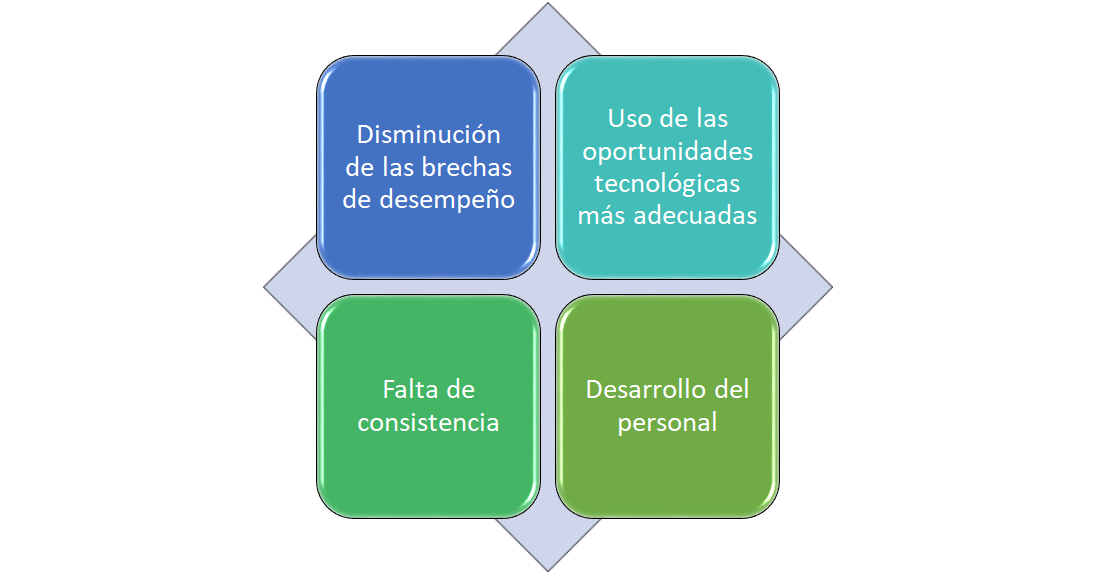 Disminución
de las brechas
de desempeño
Uso de las
oportunidades
tecnológicas
más adecuadas
Falta de
consistencia
Desarrollo del
personal